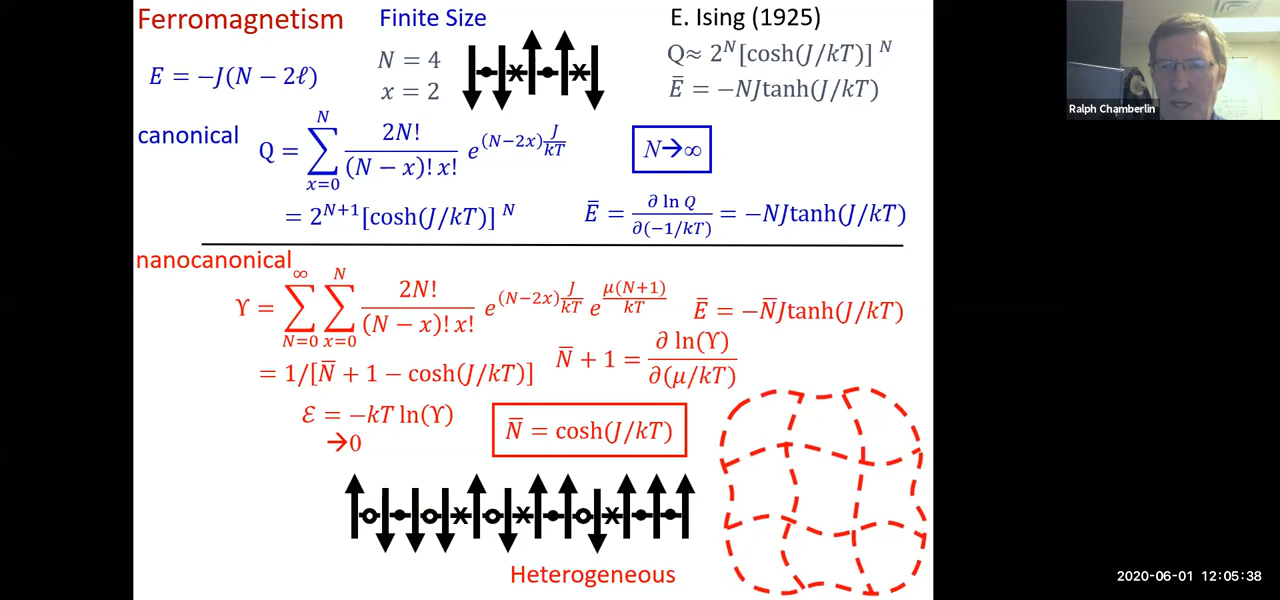 Ferromagnetism
Finite Size
E. Ising (1925)
E = −J(N − 2ℓ)
N = 4
x = 2
Q≈ 2^N[cosh(J/kT)]^N
E̅ = −NJtanh(J/kT)
canonical
Q = ∑_{x=0}^{N} 2N!/((N − x)! x!) e^{(N−2x)J/kT}
N→∞
= 2^{N+1}[cosh(J/kT)]^N
E̅ = ∂ ln Q/∂(−1/kT) = −NJtanh(J/kT)
nanocanonical
ϒ = ∑_{N=0}^{∞} ∑_{x=0}^{N} 2N!/((N − x)! x!) e^{(N−2x)J/kT} e^{μ(N+1)/kT}
E̅ = −N̅Jtanh(J/kT)
= 1/[N̅ + 1 − cosh(J/kT)]
N̅ + 1 = ∂ ln(ϒ)/∂(μ/kT)
ℰ = −kT ln(ϒ)
→0
N̅ = cosh(J/kT)
Heterogeneous
Ralph Chamberlin
2020-06-01 12:05:38